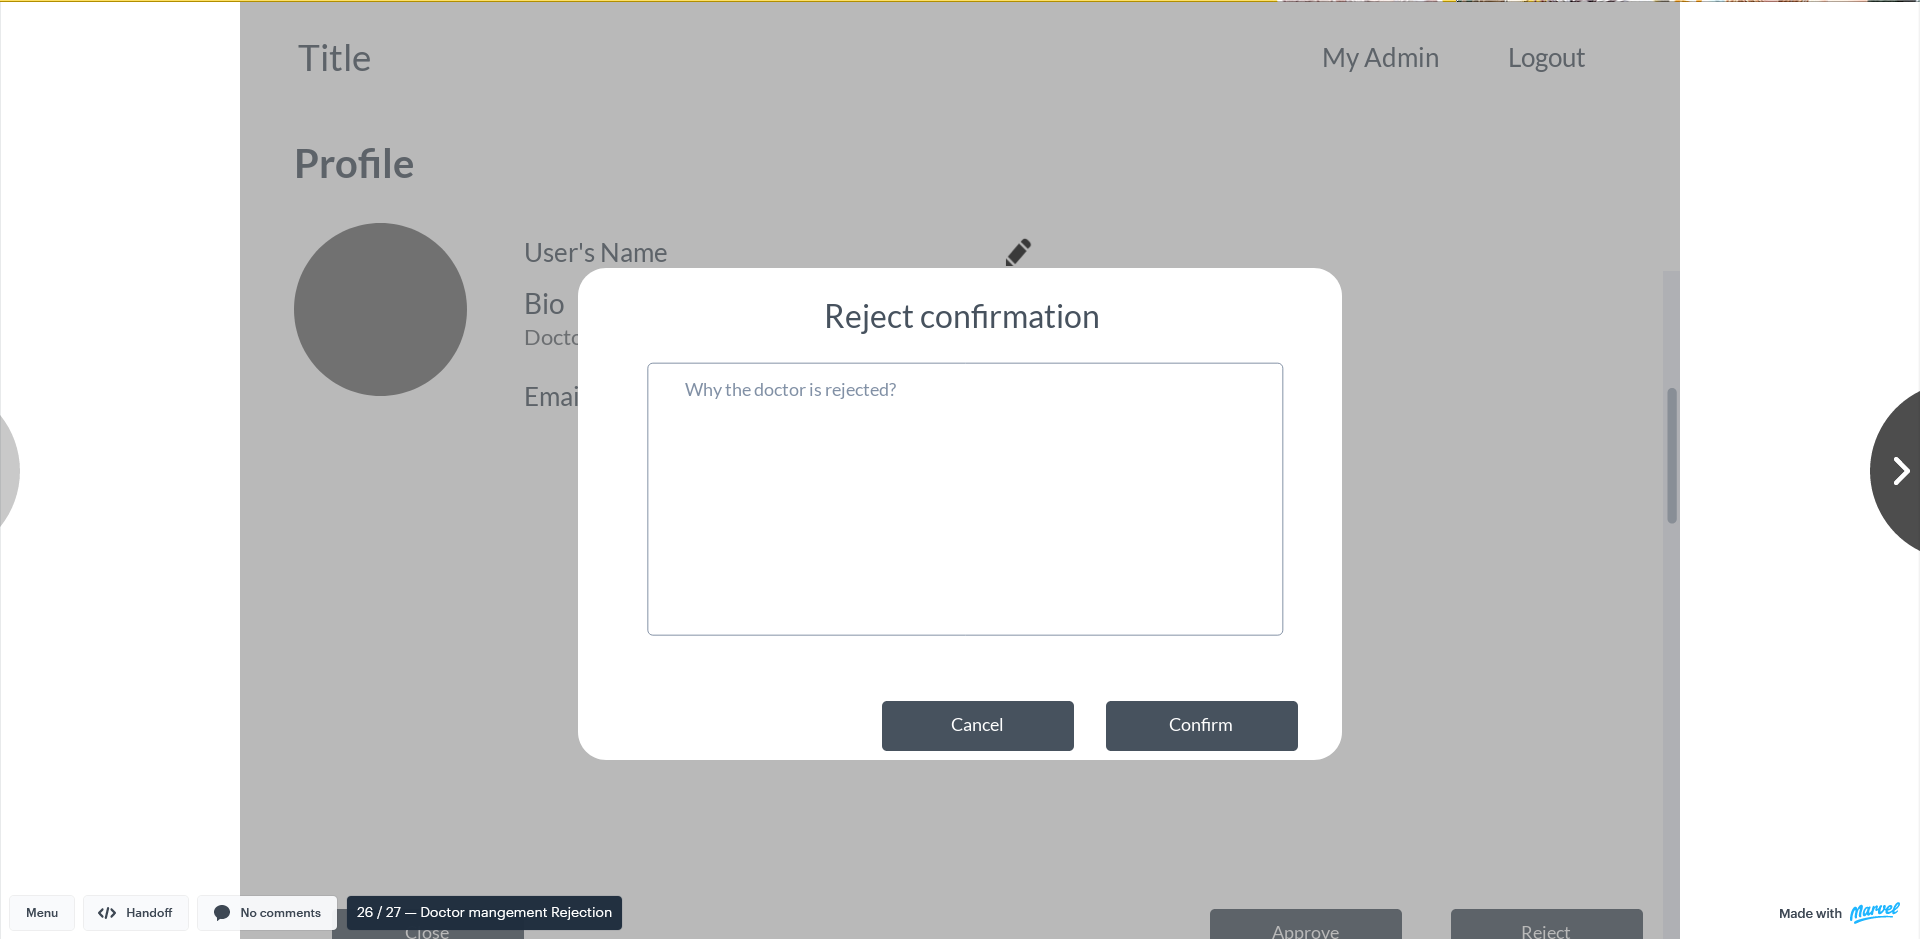 Title
My Admin
Logout
Profile
User's Name
Bio
Docto
Emai
Reject confirmation
Why the doctor is rejected?
Cancel
Confirm
Close
Approve
Reject
Menu
Handoff
No comments
26 / 27 — Doctor mangement Rejection
Made with Marvel